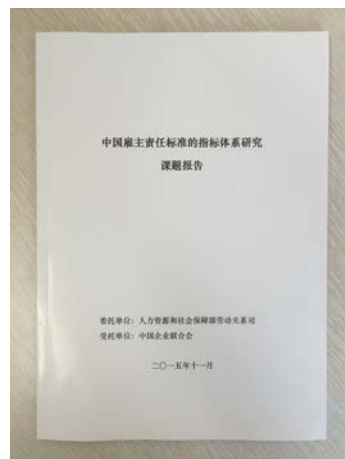 中国雇主责任标准的指标体系研究
课题报告
委托单位：人力资源和社会保障部劳动关系司
受托单位：中国企业联合会
二〇一五年十一月